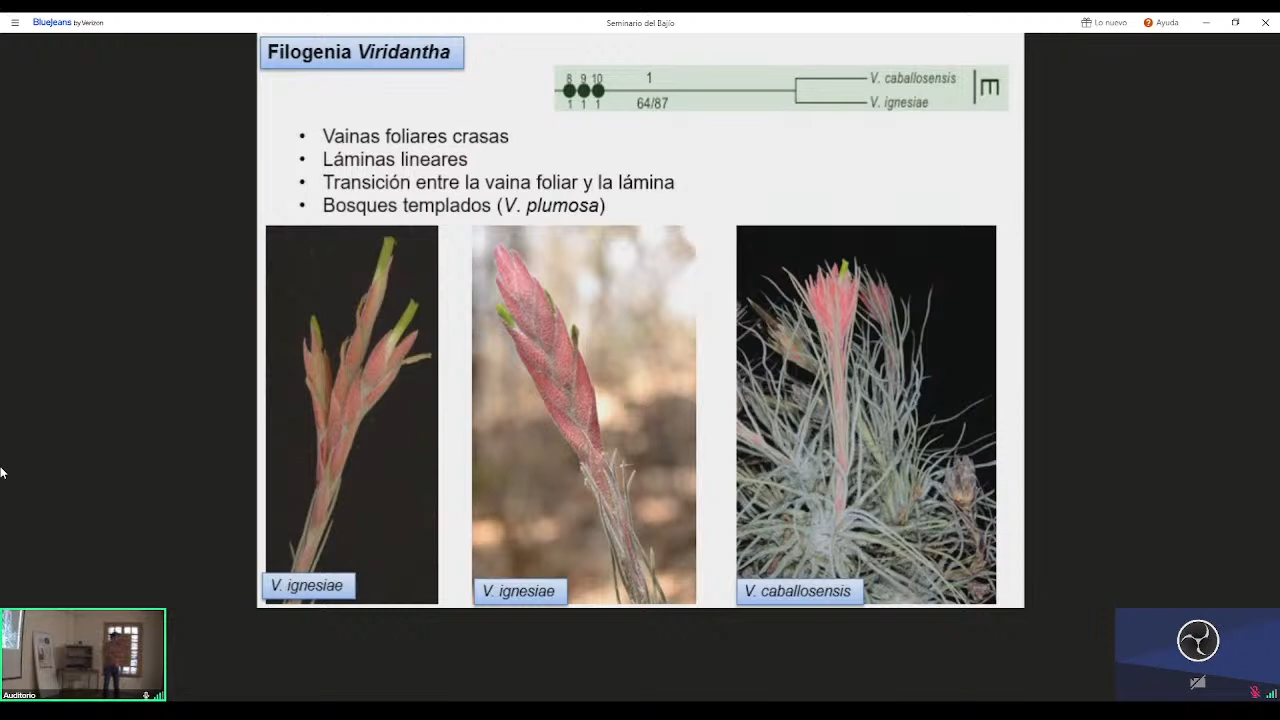 BlueJeans by Verizon
Seminario del Bajío
Lo nuevo
Ayuda
Filogenia Viridantha
8 9 10
1
V. caballosensis
1 1 1
64/87
V. ignesiae
E
• Vainas foliares crasas
• Láminas lineares
• Transición entre la vaina foliar y la lámina
• Bosques templados (V. plumosa)
V. ignesiae
V. ignesiae
V. caballosensis
Auditorio